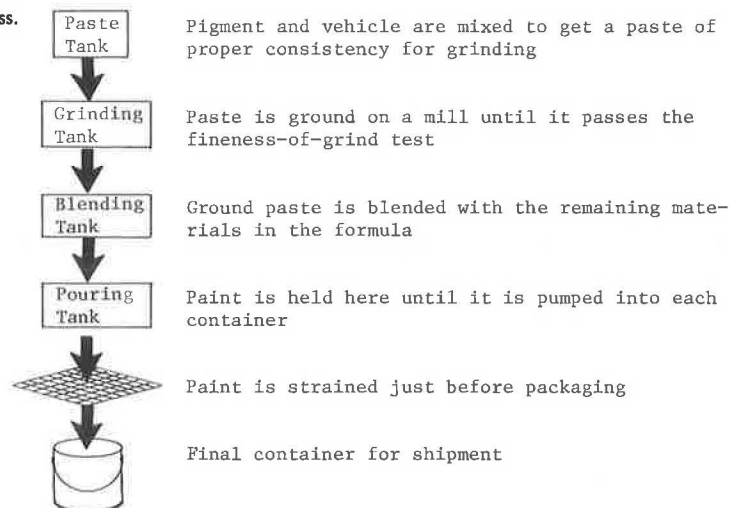 ss.
Paste
Tank
Pigment and vehicle are mixed to get a paste of
proper consistency for grinding
Grinding
Tank
Paste is ground on a mill until it passes the
fineness-of-grind test
Blending
Tank
Ground paste is blended with the remaining mate-
rials in the formula
Pouring
Tank
Paint is held here until it is pumped into each
container
Paint is strained just before packaging
Final container for shipment